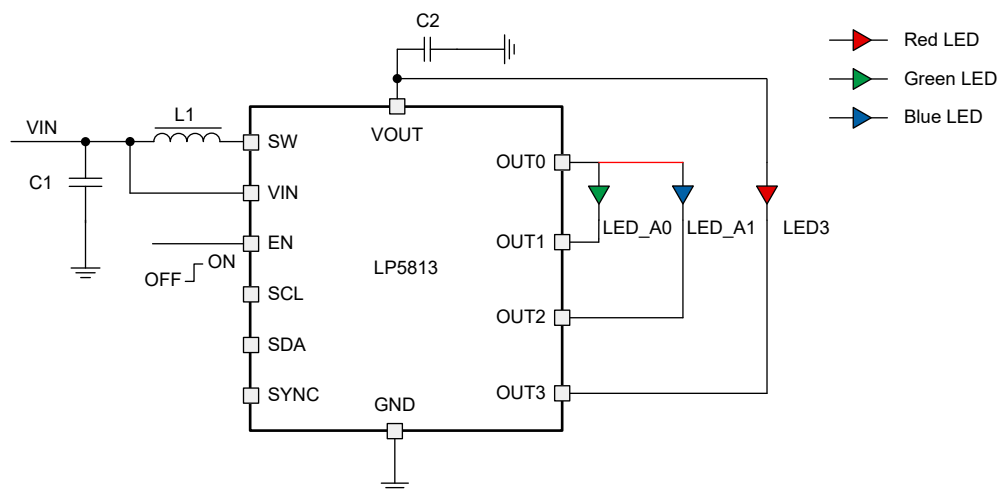 C2
Red LED
Green LED
Blue LED
VIN
L1
C1
SW
VOUT
VIN
EN
OFF
ON
SCL
SDA
SYNC
LP5813
GND
OUT0
OUT1
OUT2
OUT3
LED_A0
LED_A1
LED3